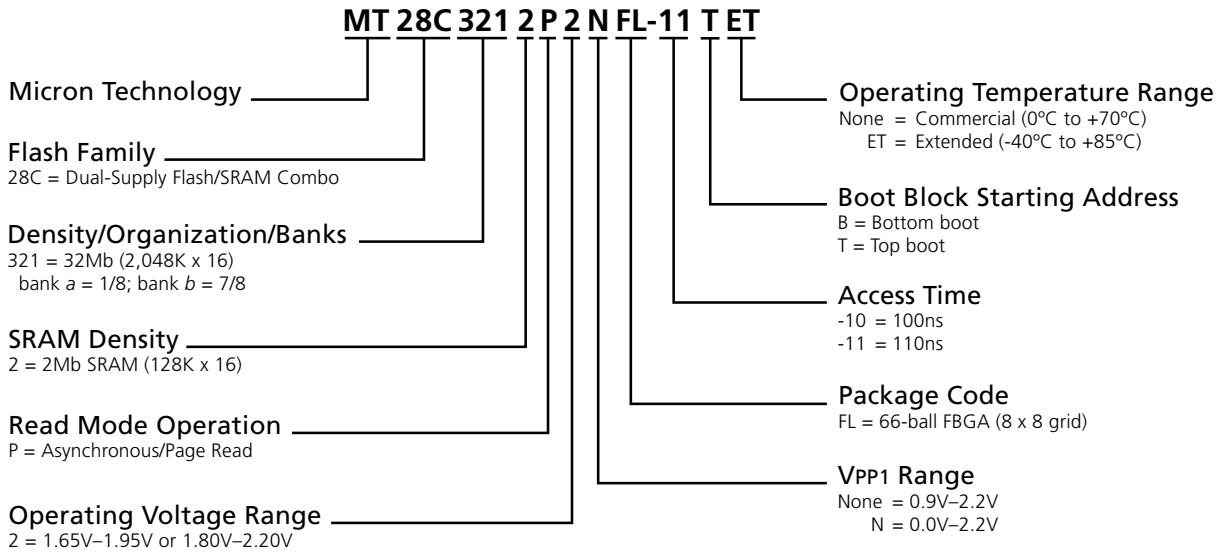 MT 28C 321 2 P 2 N FL-11 T ET
Micron Technology
Flash Family
28C = Dual-Supply Flash/SRAM Combo
Density/Organization/Banks
321 = 32Mb (2,048K x 16)
bank a = 1/8; bank b = 7/8
SRAM Density
2 = 2Mb SRAM (128K x 16)
Read Mode Operation
P = Asynchronous/Page Read
Operating Voltage Range
2 = 1.65V–1.95V or 1.80V–2.20V
Operating Temperature Range
None = Commercial (0ºC to +70ºC)
ET = Extended (-40ºC to +85ºC)
Boot Block Starting Address
B = Bottom boot
T = Top boot
Access Time
-10 = 100ns
-11 = 110ns
Package Code
FL = 66-ball FBGA (8 x 8 grid)
VPP1 Range
None = 0.9V–2.2V
N = 0.0V–2.2V